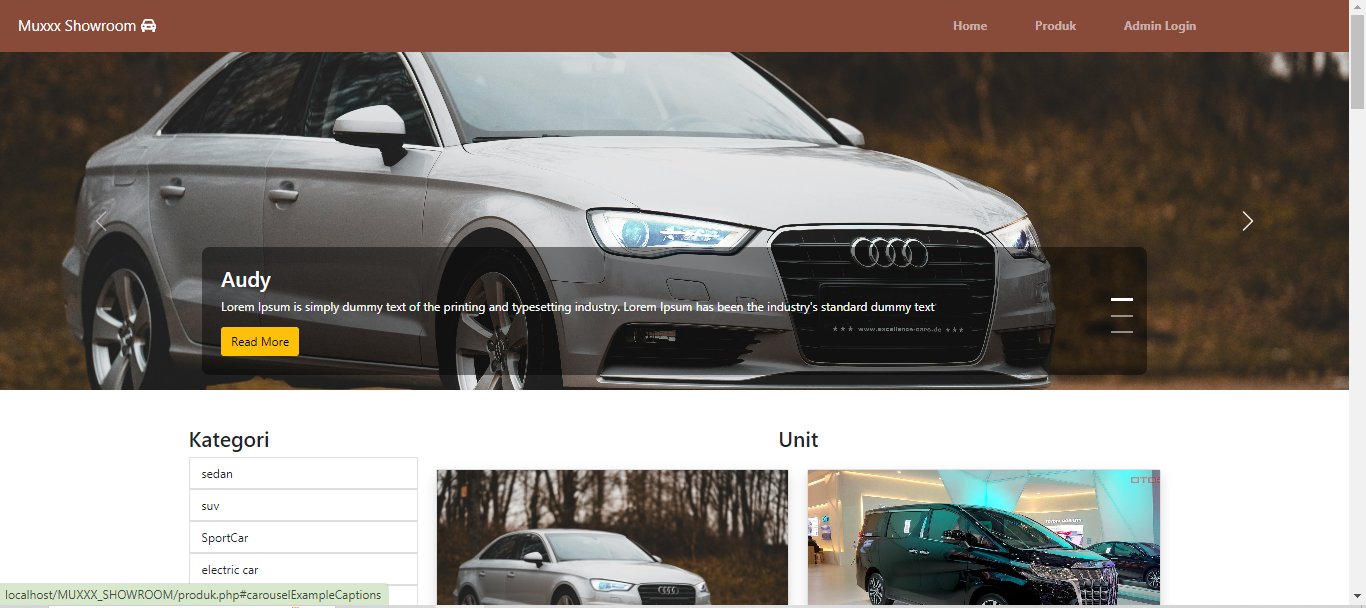 Muxxx Showroom
Home
Produk
Admin Login
Audy
Lorem Ipsum is simply dummy text of the printing and typesetting industry. Lorem Ipsum has been the industry's standard dummy text
www.excellence-cars.de
Read More
Kategori
Unit
sedan
suv
SportCar
electric car
localhost/MUXXX_SHOWROOM/produk.php#carouselExampleCaptions